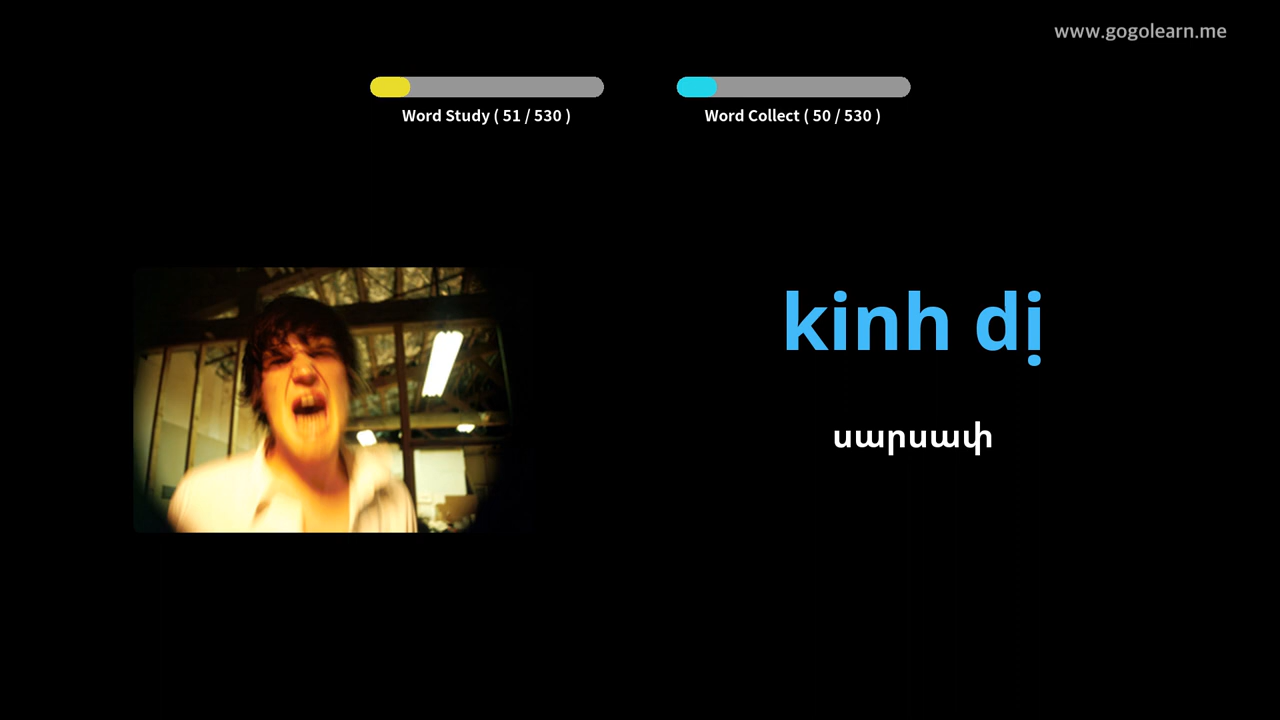 www.gogolearn.me
Word Study ( 51 / 530 )
Word Collect ( 50 / 530 )
kinh dị
սարսափ